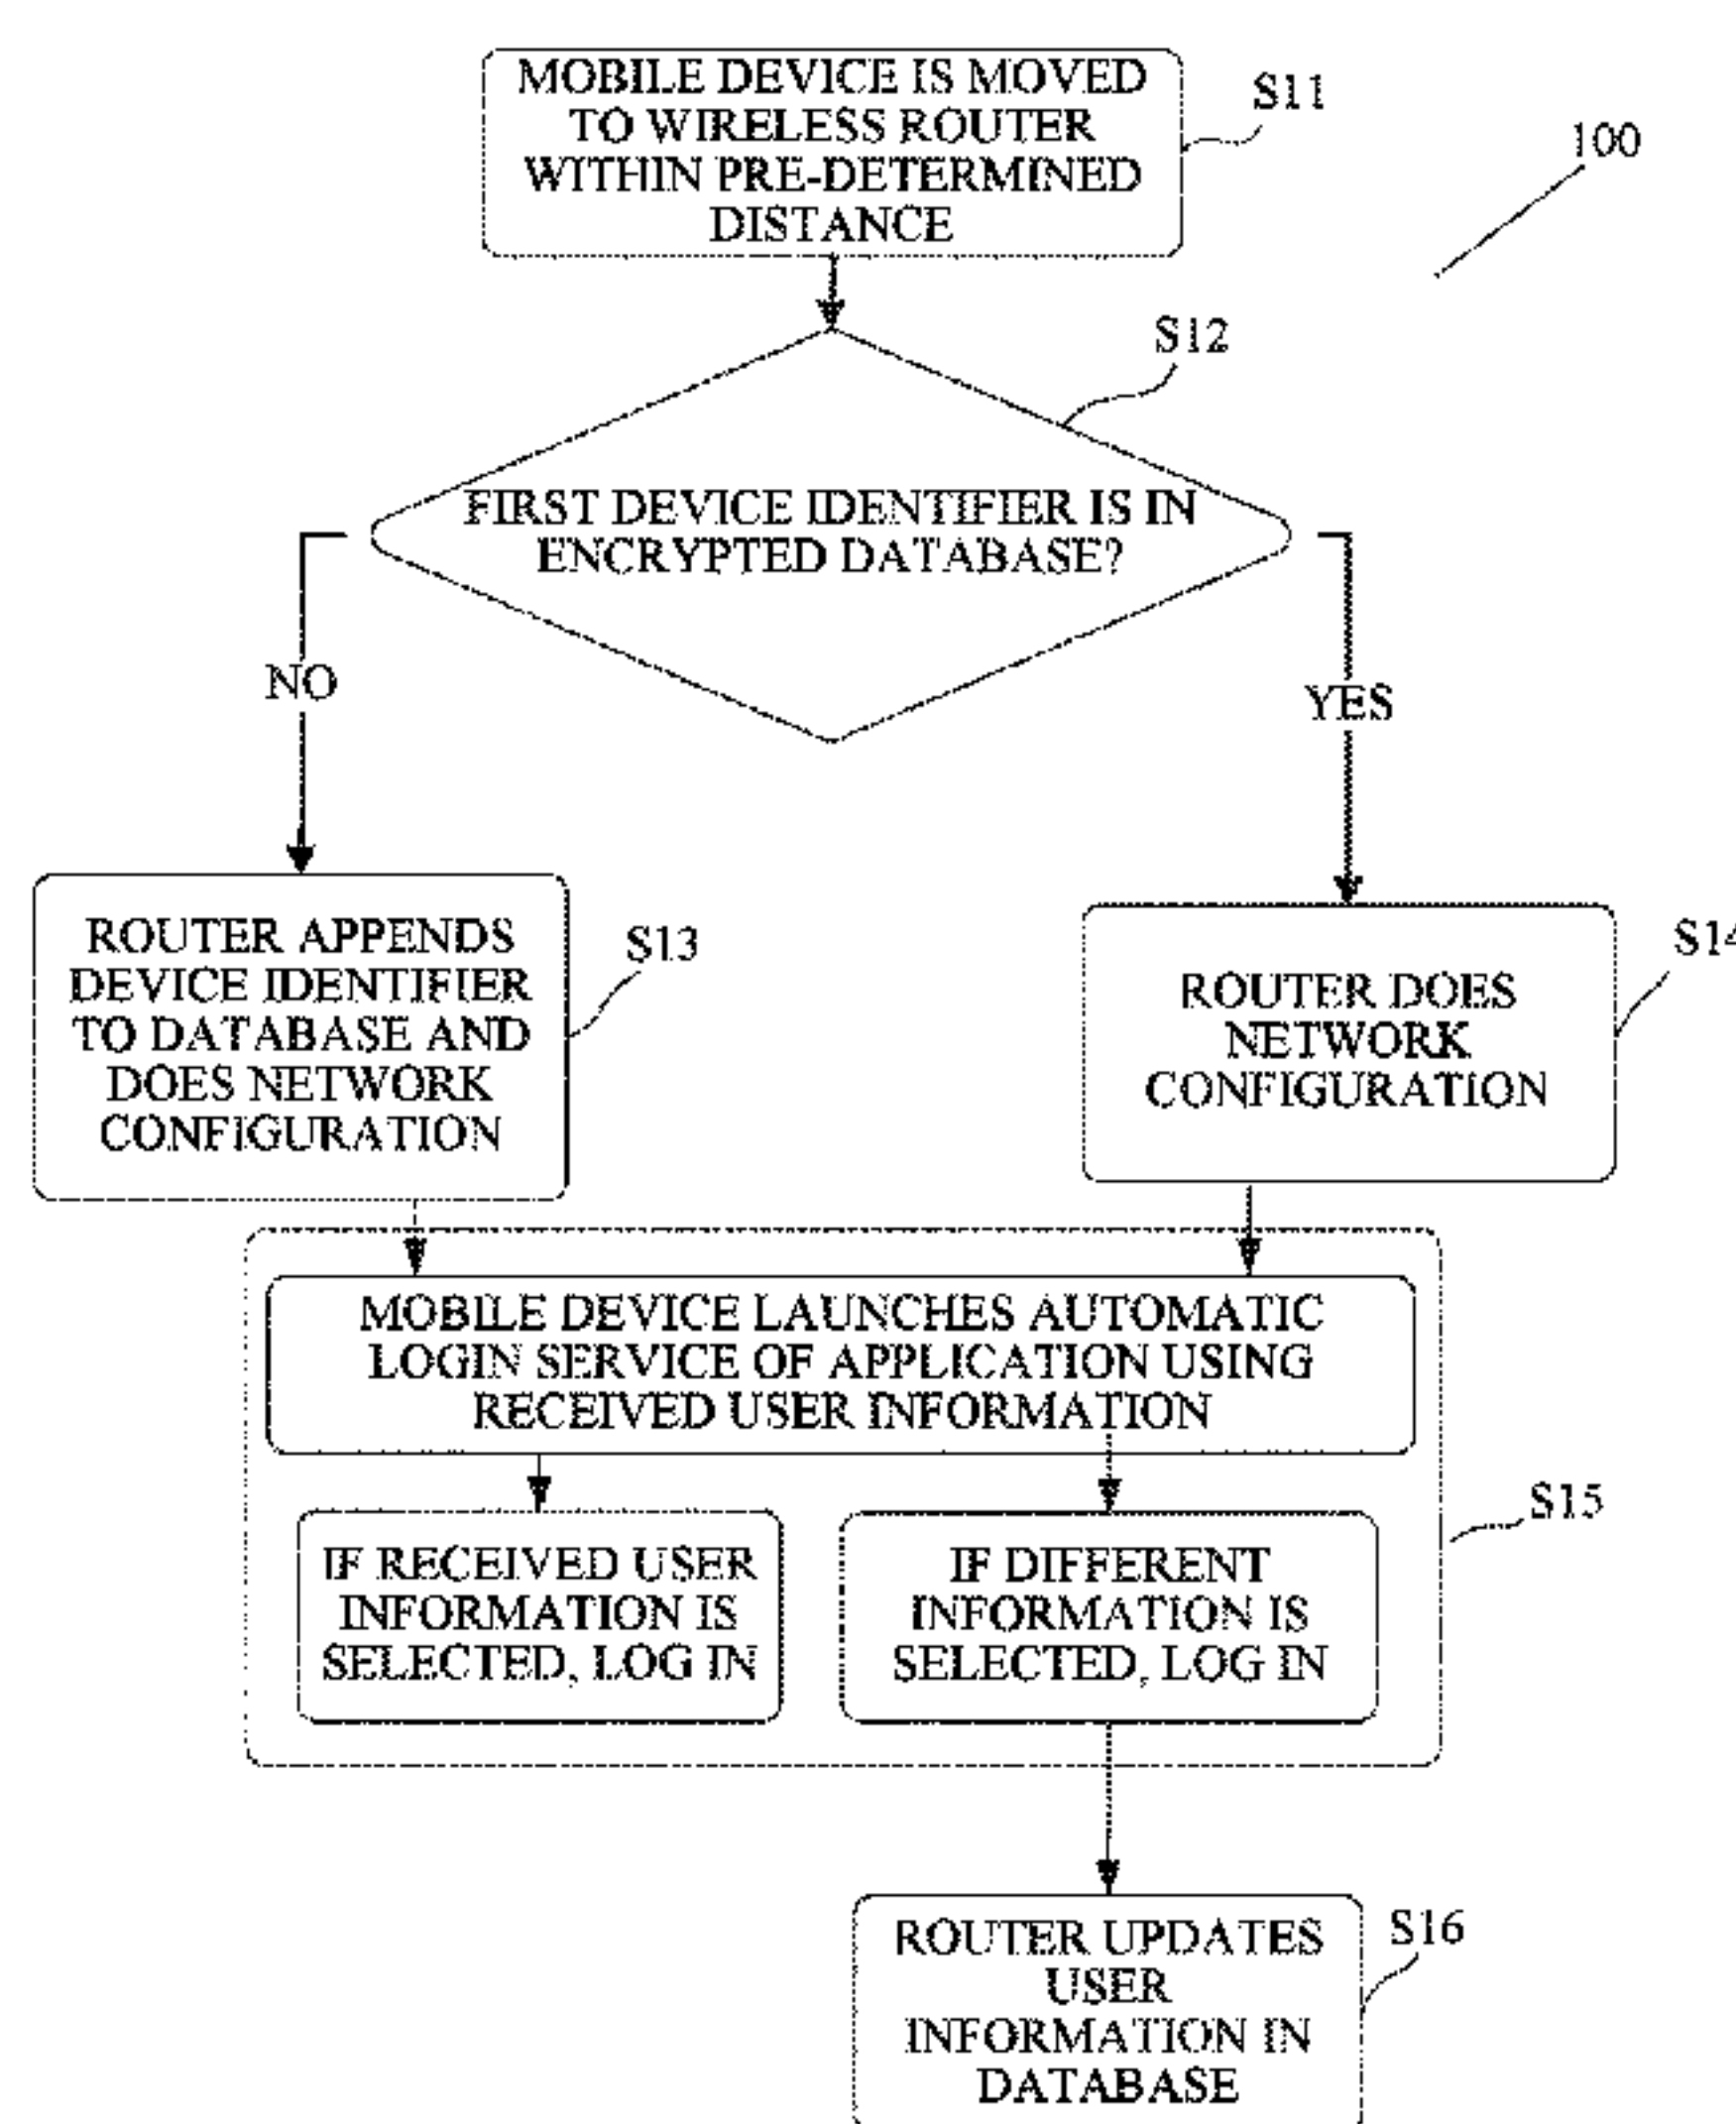 MOBILE DEVICE IS MOVED
TO WIRELESS ROUTER
WITHIN PRE-DETERMINED
DISTANCE
S11
100
S12
FIRST DEVICE IDENTIFIER IS IN
ENCRYPTED DATABASE?
NO
YES
ROUTER APPENDS
DEVICE IDENTIFIER
TO DATABASE AND
DOES NETWORK
CONFIGURATION
S13
ROUTER DOES
NETWORK
CONFIGURATION
S14
MOBILE DEVICE LAUNCHES AUTOMATIC
LOGIN SERVICE OF APPLICATION USING
RECEIVED USER INFORMATION
IF RECEIVED USER
INFORMATION IS
SELECTED, LOG IN
IF DIFFERENT
INFORMATION IS
SELECTED, LOG IN
S15
ROUTER UPDATES
USER
INFORMATION IN
DATABASE
S16